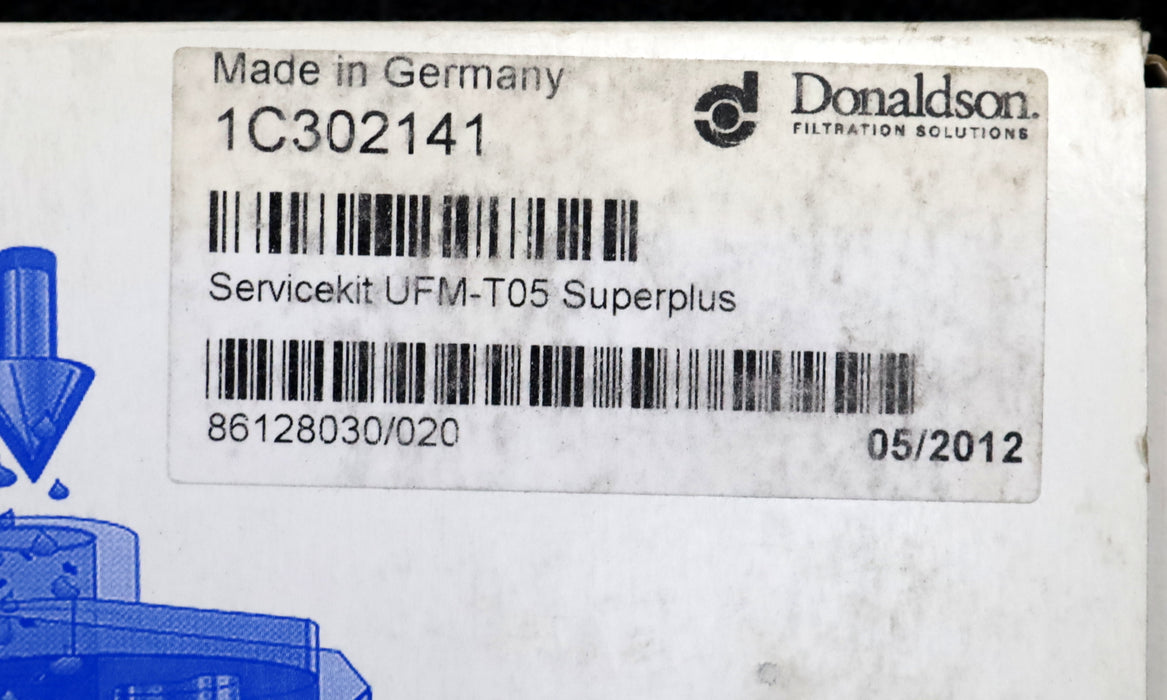 Made in Germany
1C302141
Donaldson.
FILTRATION SOLUTIONS
Servicekit UFM-T05 Superplus
86128030/020
05/2012